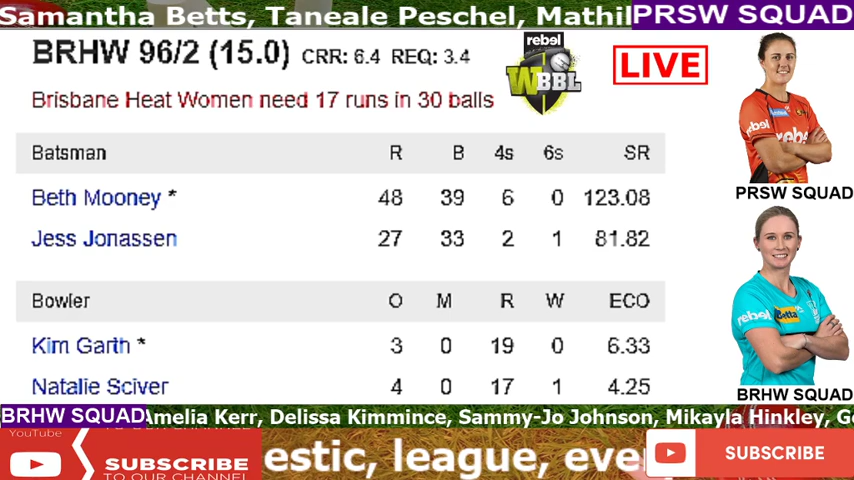 Samantha Betts, Taneale Peschel, Mathil
PRSW SQUAD
BRHW 96/2 (15.0) CRR: 6.4 REQ: 3.4
rebel
WBBL
LIVE
Brisbane Heat Women need 17 runs in 30 balls
Batsman R B 4s 6s SR
Beth Mooney * 48 39 6 0 123.08
Jess Jonassen 27 33 2 1 81.82
PRSW SQUAD
Bowler O M R W ECO
Kim Garth * 3 0 19 0 6.33
Natalie Sciver 4 0 17 1 4.25
rebel
BRHW SQUAD
BRHW SQUAD Amelia Kerr, Delissa Kimmince, Sammy-Jo Johnson, Mikayla Hinkley, G
YouTube
SUBSCRIBE
TO OUR CHANNEL
estic, league, eve
SUBSCRIBE